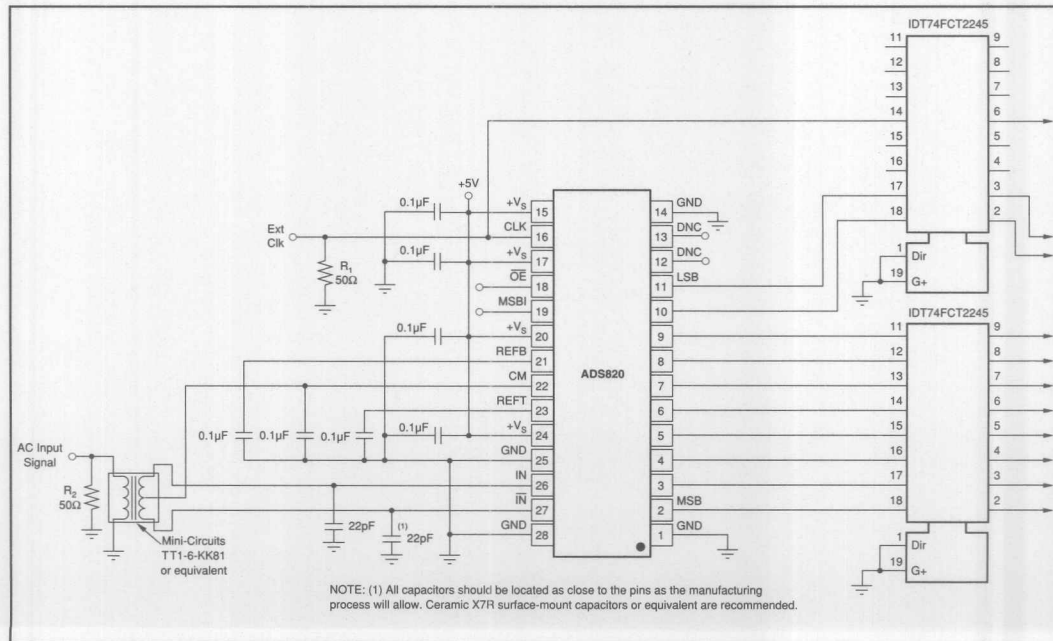 IDT74FCT2245
11 9
12 8
13 7
14 6
15 5
16 4
17 3
18 2
1 Dir
19 G+
+5V
0.1µF
+VS
15
14
GND
Ext
Clk
CLK
16
13
DNC
R1
50Ω
0.1µF
+VS
17
12
DNC
OE
18
11
LSB
MSBI
19
10
0.1µF
+VS
20
9
REFB
21
8
ADS820
CM
22
7
REFT
23
6
0.1µF
0.1µF
0.1µF
0.1µF
+VS
24
5
GND
25
4
IN
26
3
IN
27
2
MSB
GND
28
1
GND
AC Input
Signal
R2
50Ω
22pF
(1)
22pF
Mini-Circuits
TT1-6-KK81
or equivalent
IDT74FCT2245
11 9
12 8
13 7
14 6
15 5
16 4
17 3
18 2
1 Dir
19 G+
NOTE: (1) All capacitors should be located as close to the pins as the manufacturing
process will allow. Ceramic X7R surface-mount capacitors or equivalent are recommended.